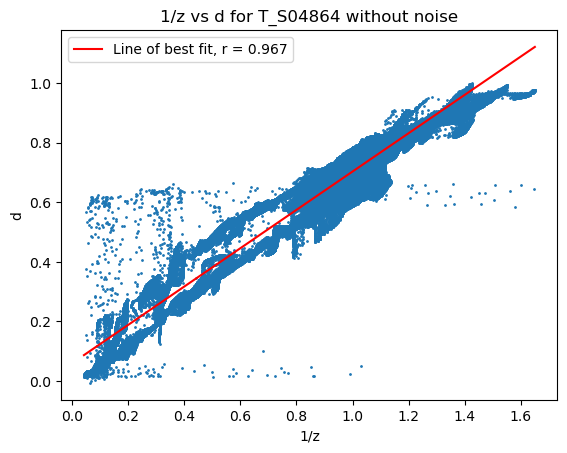 1/z vs d for T_S04864 without noise
Line of best fit, r = 0.967
1.0
0.8
0.6
0.4
0.2
0.0
d
0.0 0.2 0.4 0.6 0.8 1.0 1.2 1.4 1.6
1/z